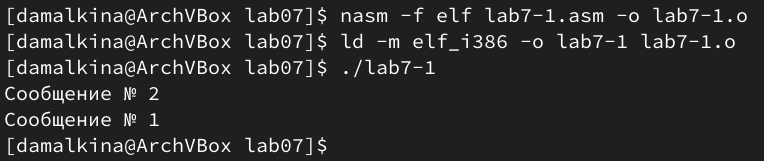 [damalkina@ArchVBox lab07]$ nasm -f elf lab7-1.asm -o lab7-1.o
[damalkina@ArchVBox lab07]$ ld -m elf_i386 -o lab7-1 lab7-1.o
[damalkina@ArchVBox lab07]$ ./lab7-1
Сообщение № 2
Сообщение № 1
[damalkina@ArchVBox lab07]$